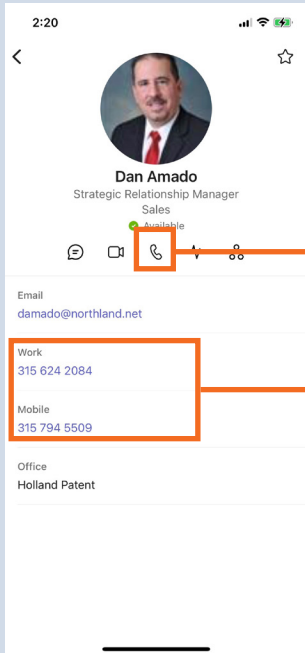 2:20
Dan Amado
Strategic Relationship Manager
Sales
Available
Email
damado@northland.net
Work
315 624 2084
Mobile
315 794 5509
Office
Holland Patent